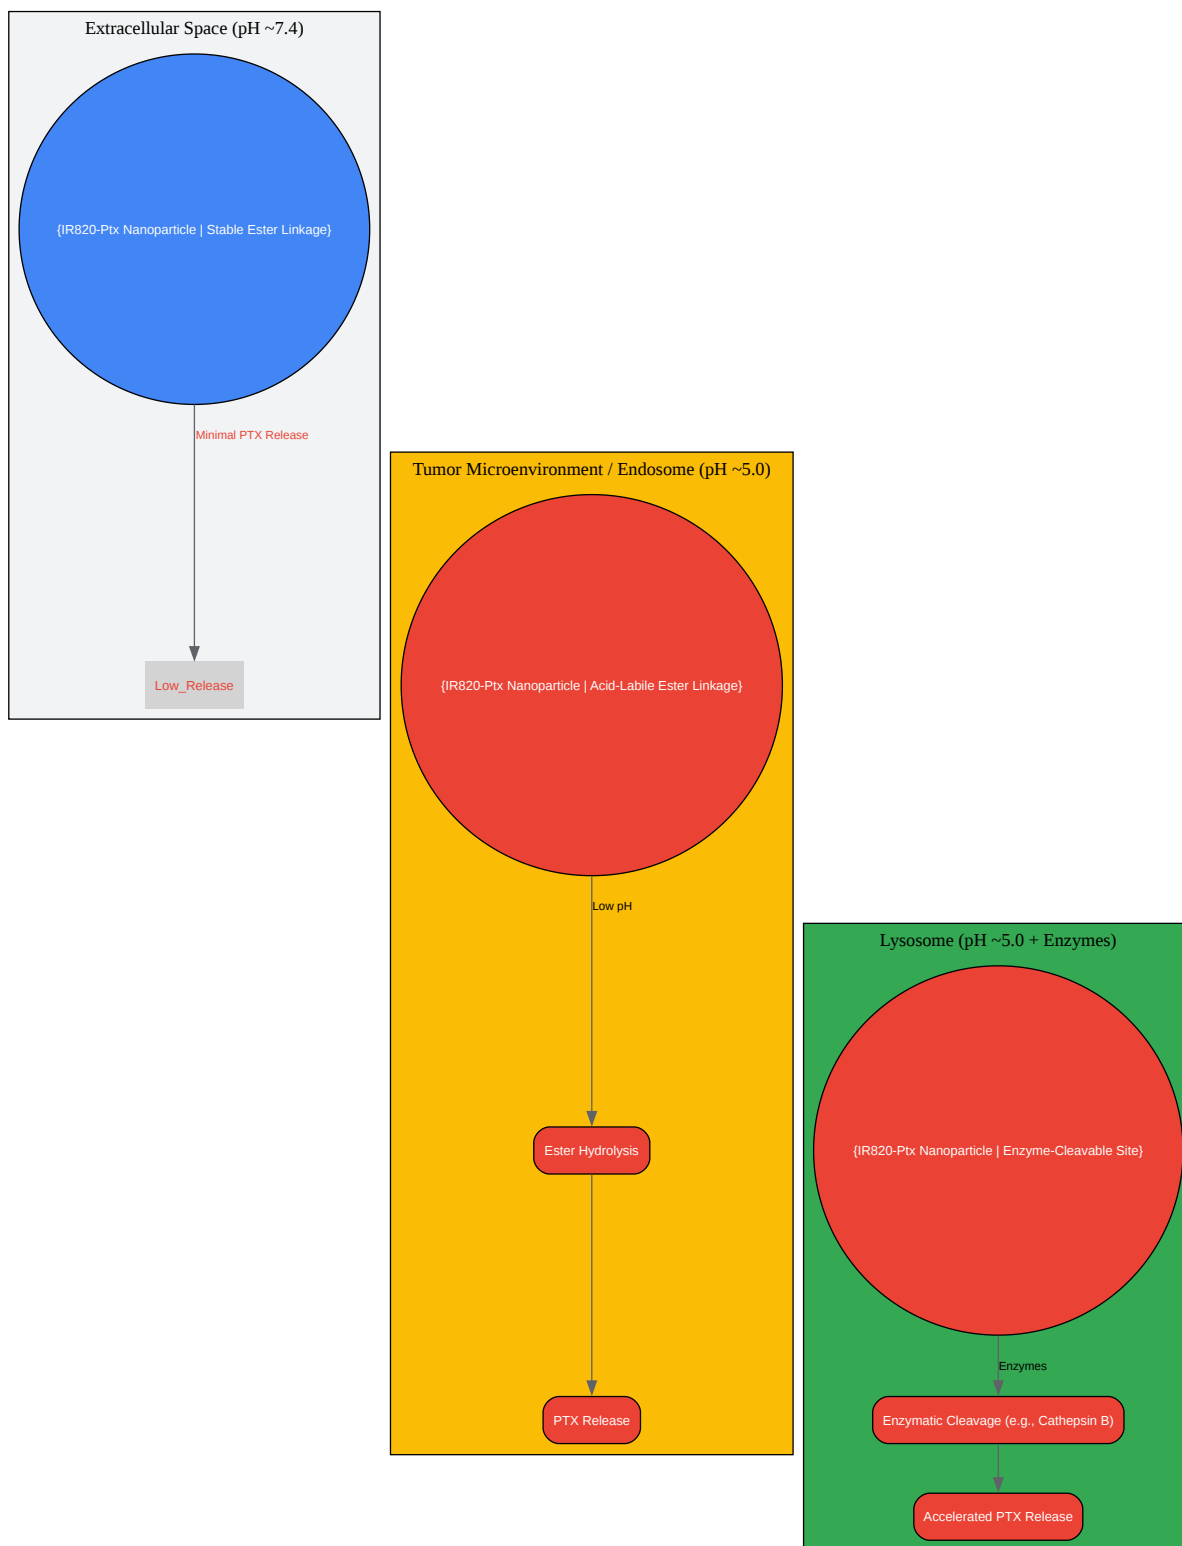 Extracellular Space (pH ~7.4)
{IR820-Ptx Nanoparticle | Stable Ester Linkage}
Minimal PTX Release
Low_Release
Tumor Microenvironment / Endosome (pH ~5.0)
{IR820-Ptx Nanoparticle | Acid-Labile Ester Linkage}
Low pH
Ester Hydrolysis
PTX Release
Lysosome (pH ~5.0 + Enzymes)
{IR820-Ptx Nanoparticle | Enzyme-Cleavable Site}
Enzymes
Enzymatic Cleavage (e.g., Cathepsin B)
Accelerated PTX Release